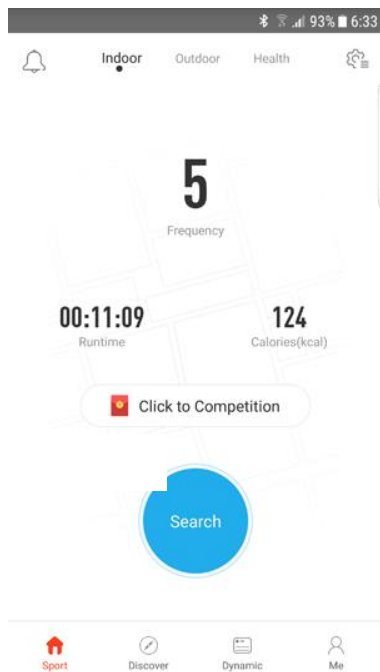 93% 6:33
Indoor Outdoor Health
5
Frequency
00:11:09 124
Runtime Calories(kcal)
Click to Competition
Search
Sport Discover Dynamic Me